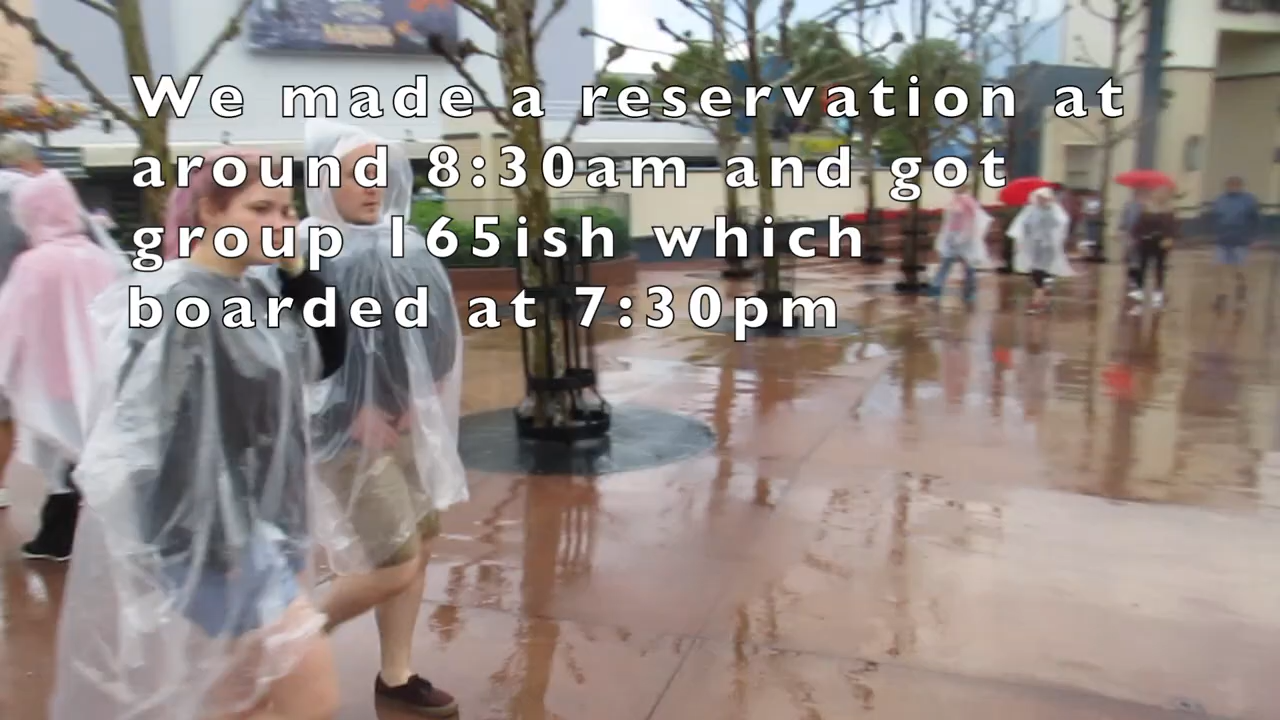 We made a reservation at
around 8:30am and got
group 165ish which
boarded at 7:30pm